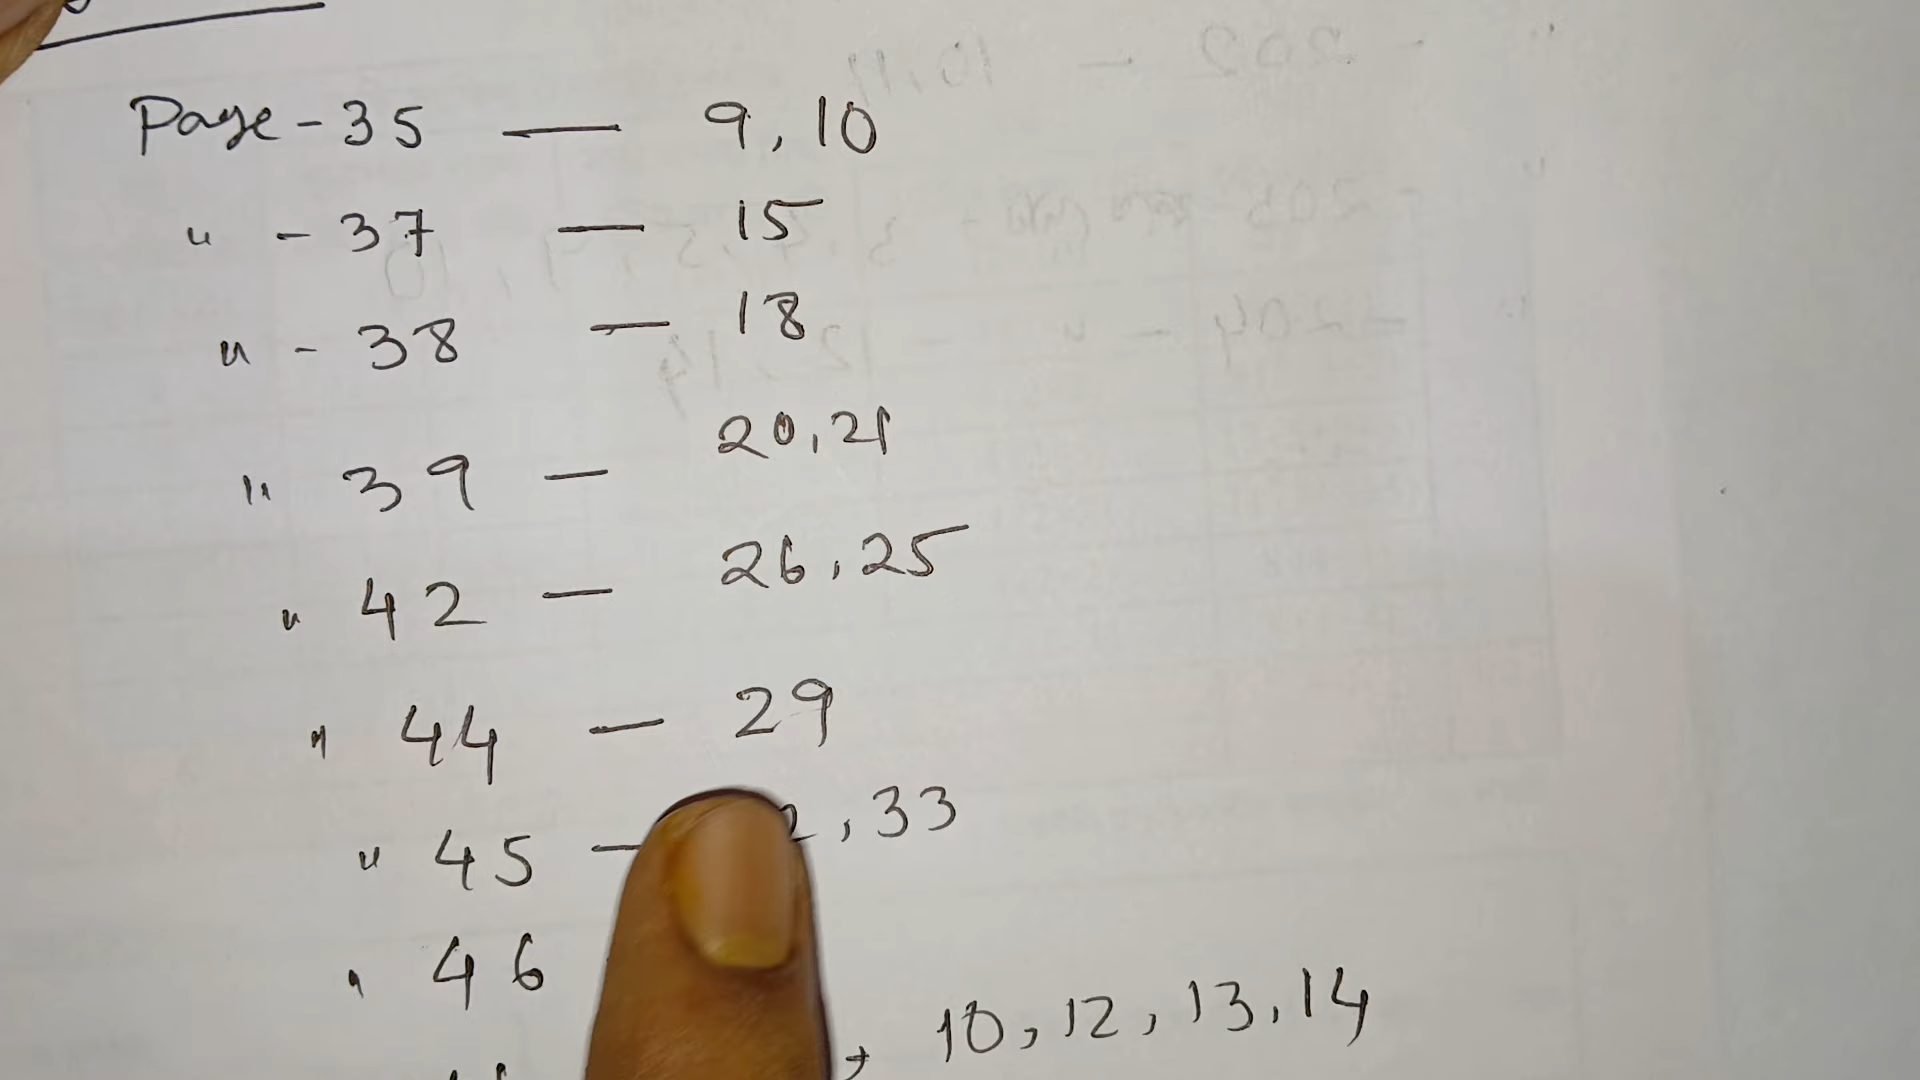 Page - 35 — 9, 10
" - 37 — 15
" - 38 — 18
" 39 — 20, 21
" 42 — 26, 25
" 44 — 29
" 45 — , 33
" 46
10, 12, 13, 14